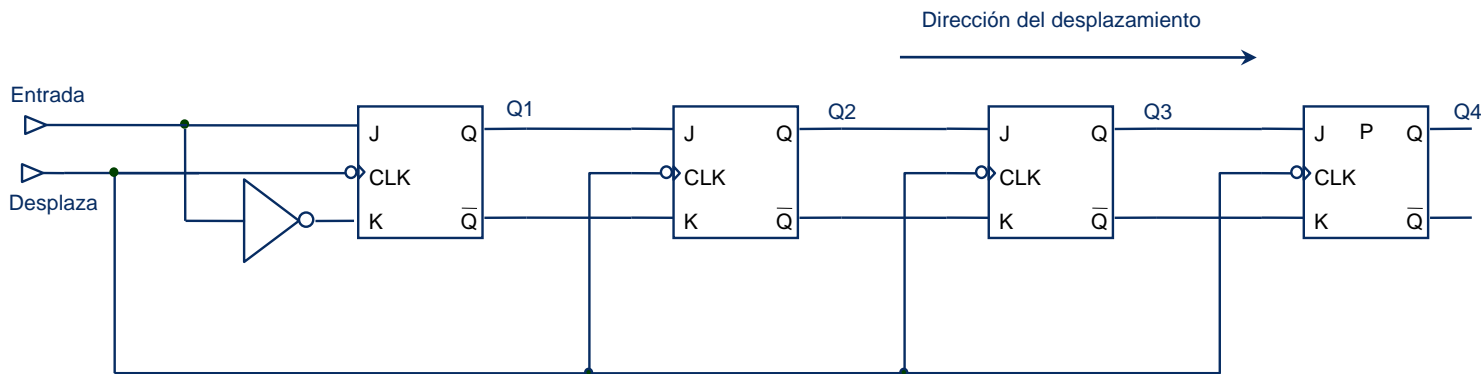 Dirección del desplazamiento
Entrada
Desplaza
Q1
Q2
Q3
Q4
J Q
CLK
K Q
J Q
CLK
K Q
J Q
CLK
K Q
J P Q
CLK
K Q